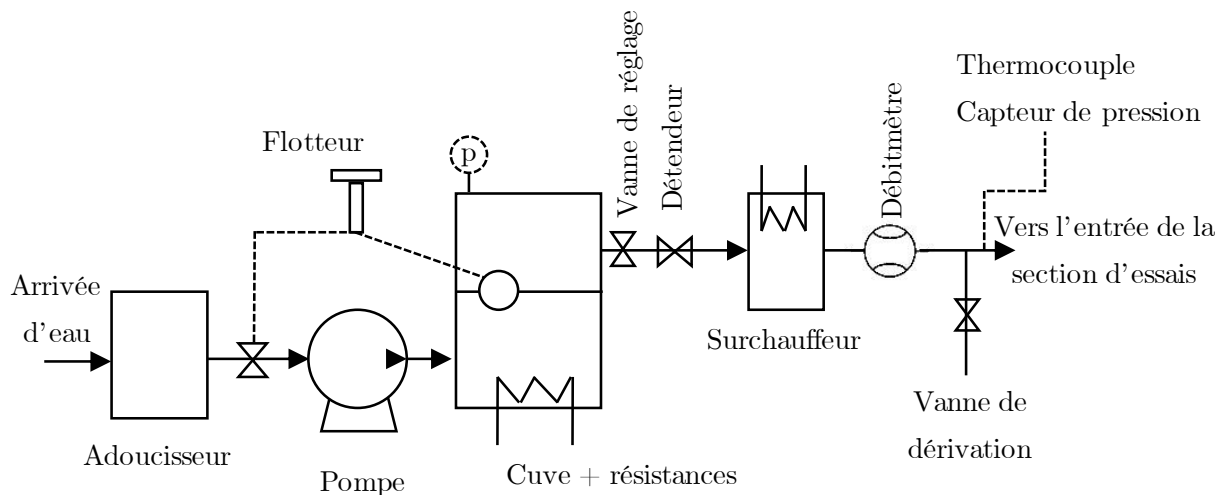 Thermocouple
Capteur de pression
Vanne de réglage
Détendeur
Débitmètre
Flotteur
p
Vers l'entrée de la
section d'essais
Arrivée
d'eau
Surchauffeur
Vanne de
dérivation
Adoucisseur
Pompe
Cuve + résistances